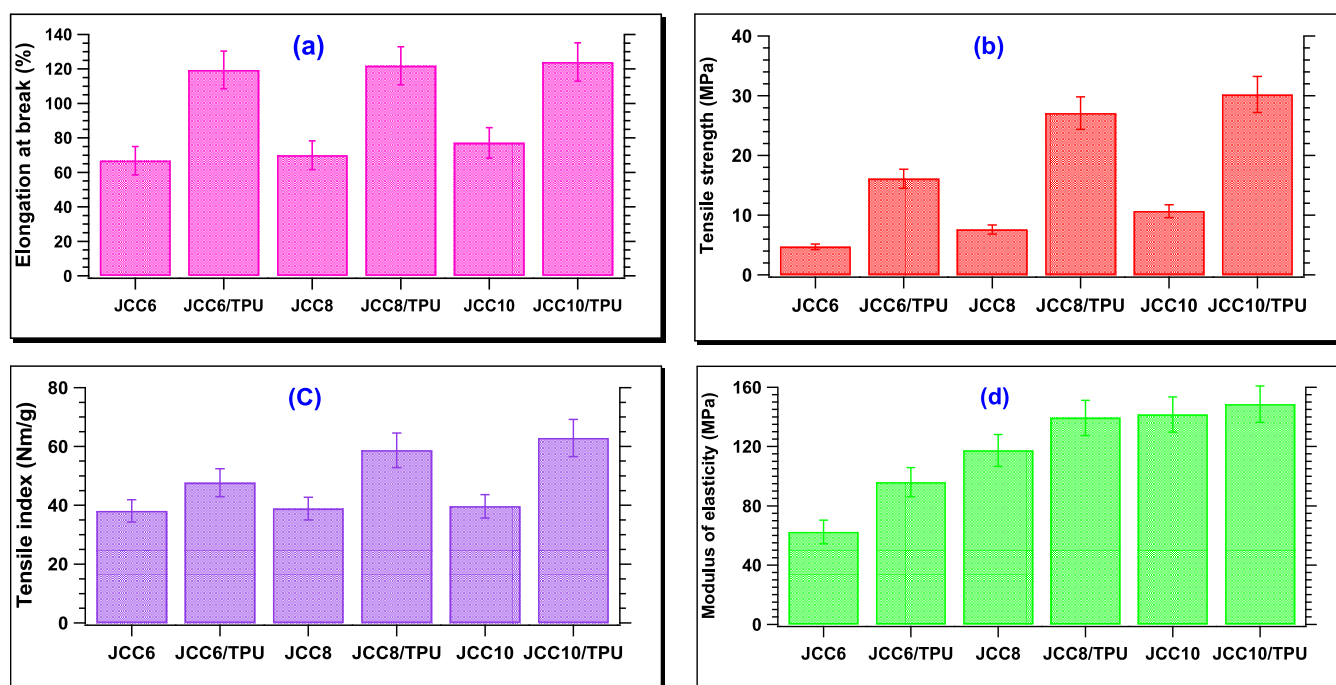 (a)
Elongation at break (%)
140
120
100
80
60
40
20
0
JCC6 JCC6/TPU JCC8 JCC8/TPU JCC10 JCC10/TPU
(b)
Tensile strength (MPa)
40
30
20
10
0
JCC6 JCC6/TPU JCC8 JCC8/TPU JCC10 JCC10/TPU
(C)
Tensile index (Nm/g)
80
60
40
20
0
JCC6 JCC6/TPU JCC8 JCC8/TPU JCC10 JCC10/TPU
(d)
Modulus of elasticity (MPa)
160
120
80
40
0
JCC6 JCC6/TPU JCC8 JCC8/TPU JCC10 JCC10/TPU